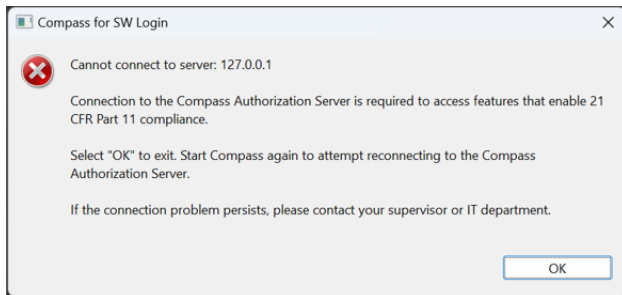 Compass for SW Login
Cannot connect to server: 127.0.0.1
Connection to the Compass Authorization Server is required to access features that enable 21
CFR Part 11 compliance.
Select "OK" to exit. Start Compass again to attempt reconnecting to the Compass
Authorization Server.
If the connection problem persists, please contact your supervisor or IT department.
OK